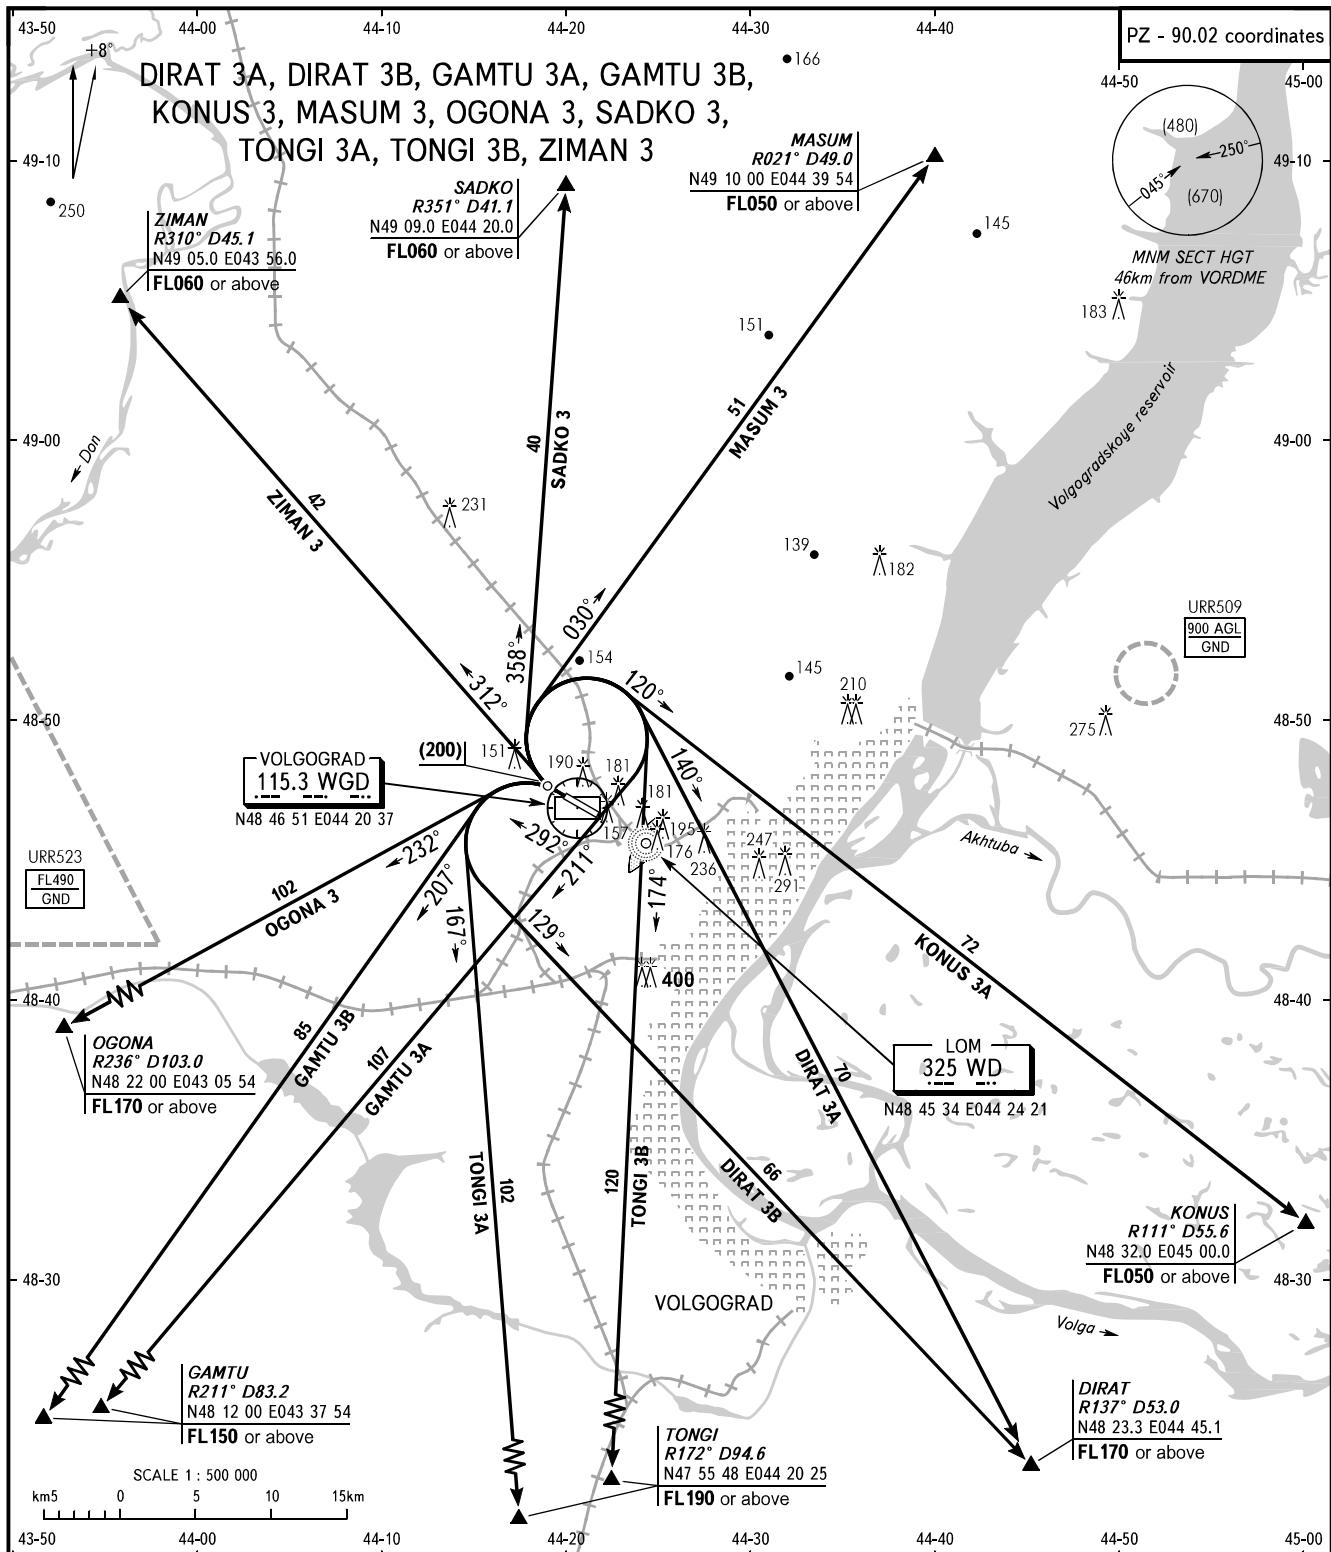 43-50
44-00
44-10
44-20
44-30
44-40
PZ - 90.02 coordinates
44-50
45-00
+8°
DIRAT 3A, DIRAT 3B, GAMTU 3A, GAMTU 3B,
KONUS 3, MASUM 3, OGONA 3, SADKO 3,
TONGI 3A, TONGI 3B, ZIMAN 3
166
(480)
250°
045°
(670)
MNM SECT HGT
46km from VORDME
49-10
49-10
250
MASUM
R021° D49.0
N49 10 00 E044 39 54
FL050 or above
SADKO
R351° D41.1
N49 09.0 E044 20.0
FL060 or above
ZIMAN
R310° D45.1
N49 05.0 E043 56.0
FL060 or above
145
183
151
51
MASUM 3
Volgogradskoye reservoir
49-00
49-00
Don
40
SADKO 3
42
ZIMAN 3
231
139
182
URR509
900 AGL
GND
030°
358°
312°
154
145
120°
210
275
48-50
48-50
VOLGOGRAD
115.3 WGD
N48 46 51 E044 20 37
(200)
151
190
181
181
140°
157
195
176
236
247
291
Akhtuba
URR523
FL490
GND
232°
292°
211°
207°
167°
174°
129°
102
OGONA 3
72
KONUS 3A
400
48-40
48-40
OGONA
R236° D103.0
N48 22 00 E043 05 54
FL170 or above
85
GAMTU 3B
107
GAMTU 3A
LOM
325 WD
N48 45 34 E044 24 21
70
DIRAT 3A
102
TONGI 3A
120
TONGI 3B
66
DIRAT 3B
KONUS
R111° D55.6
N48 32.0 E045 00.0
FL050 or above
48-30
48-30
VOLGOGRAD
Volga
GAMTU
R211° D83.2
N48 12 00 E043 37 54
FL150 or above
DIRAT
R137° D53.0
N48 23.3 E044 45.1
FL170 or above
TONGI
R172° D94.6
N47 55 48 E044 20 25
FL190 or above
SCALE 1 : 500 000
km5 0 5 10 15km
43-50
44-00
44-10
44-20
44-30
44-40
44-50
45-00